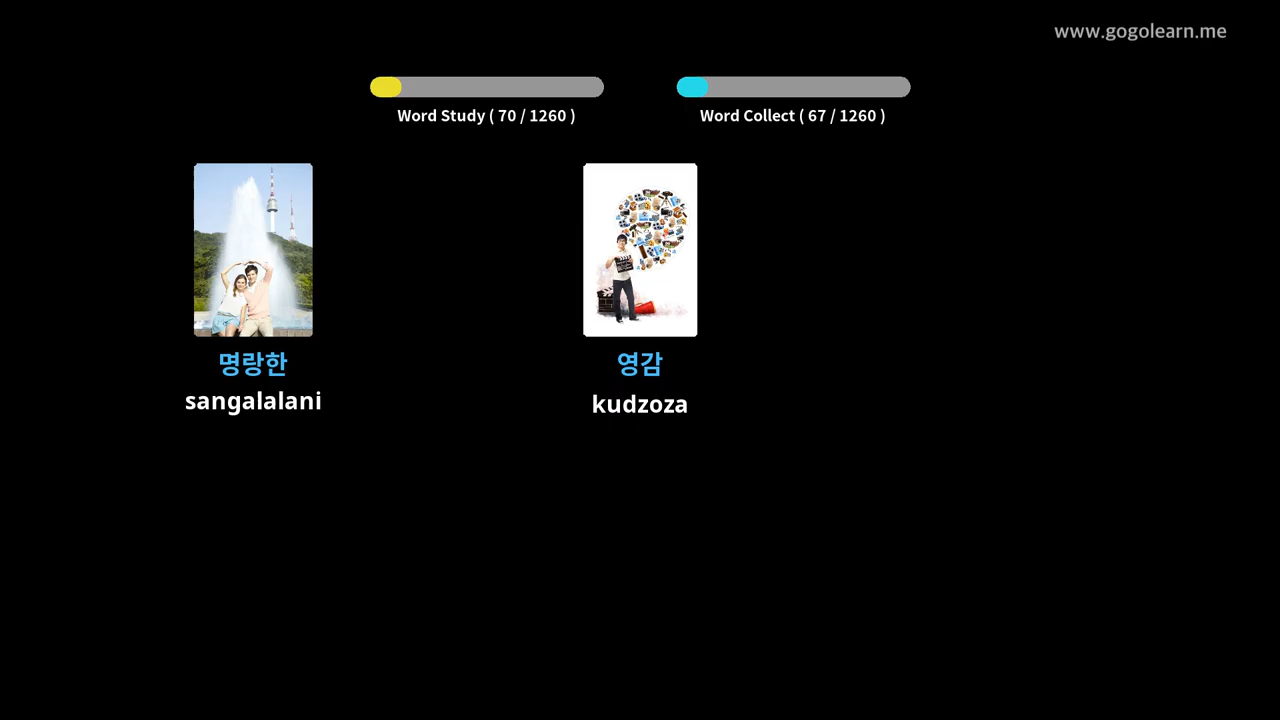 www.gogolearn.me
Word Study ( 70 / 1260 )
Word Collect ( 67 / 1260 )
명랑한
sangalalani
영감
kudzoza